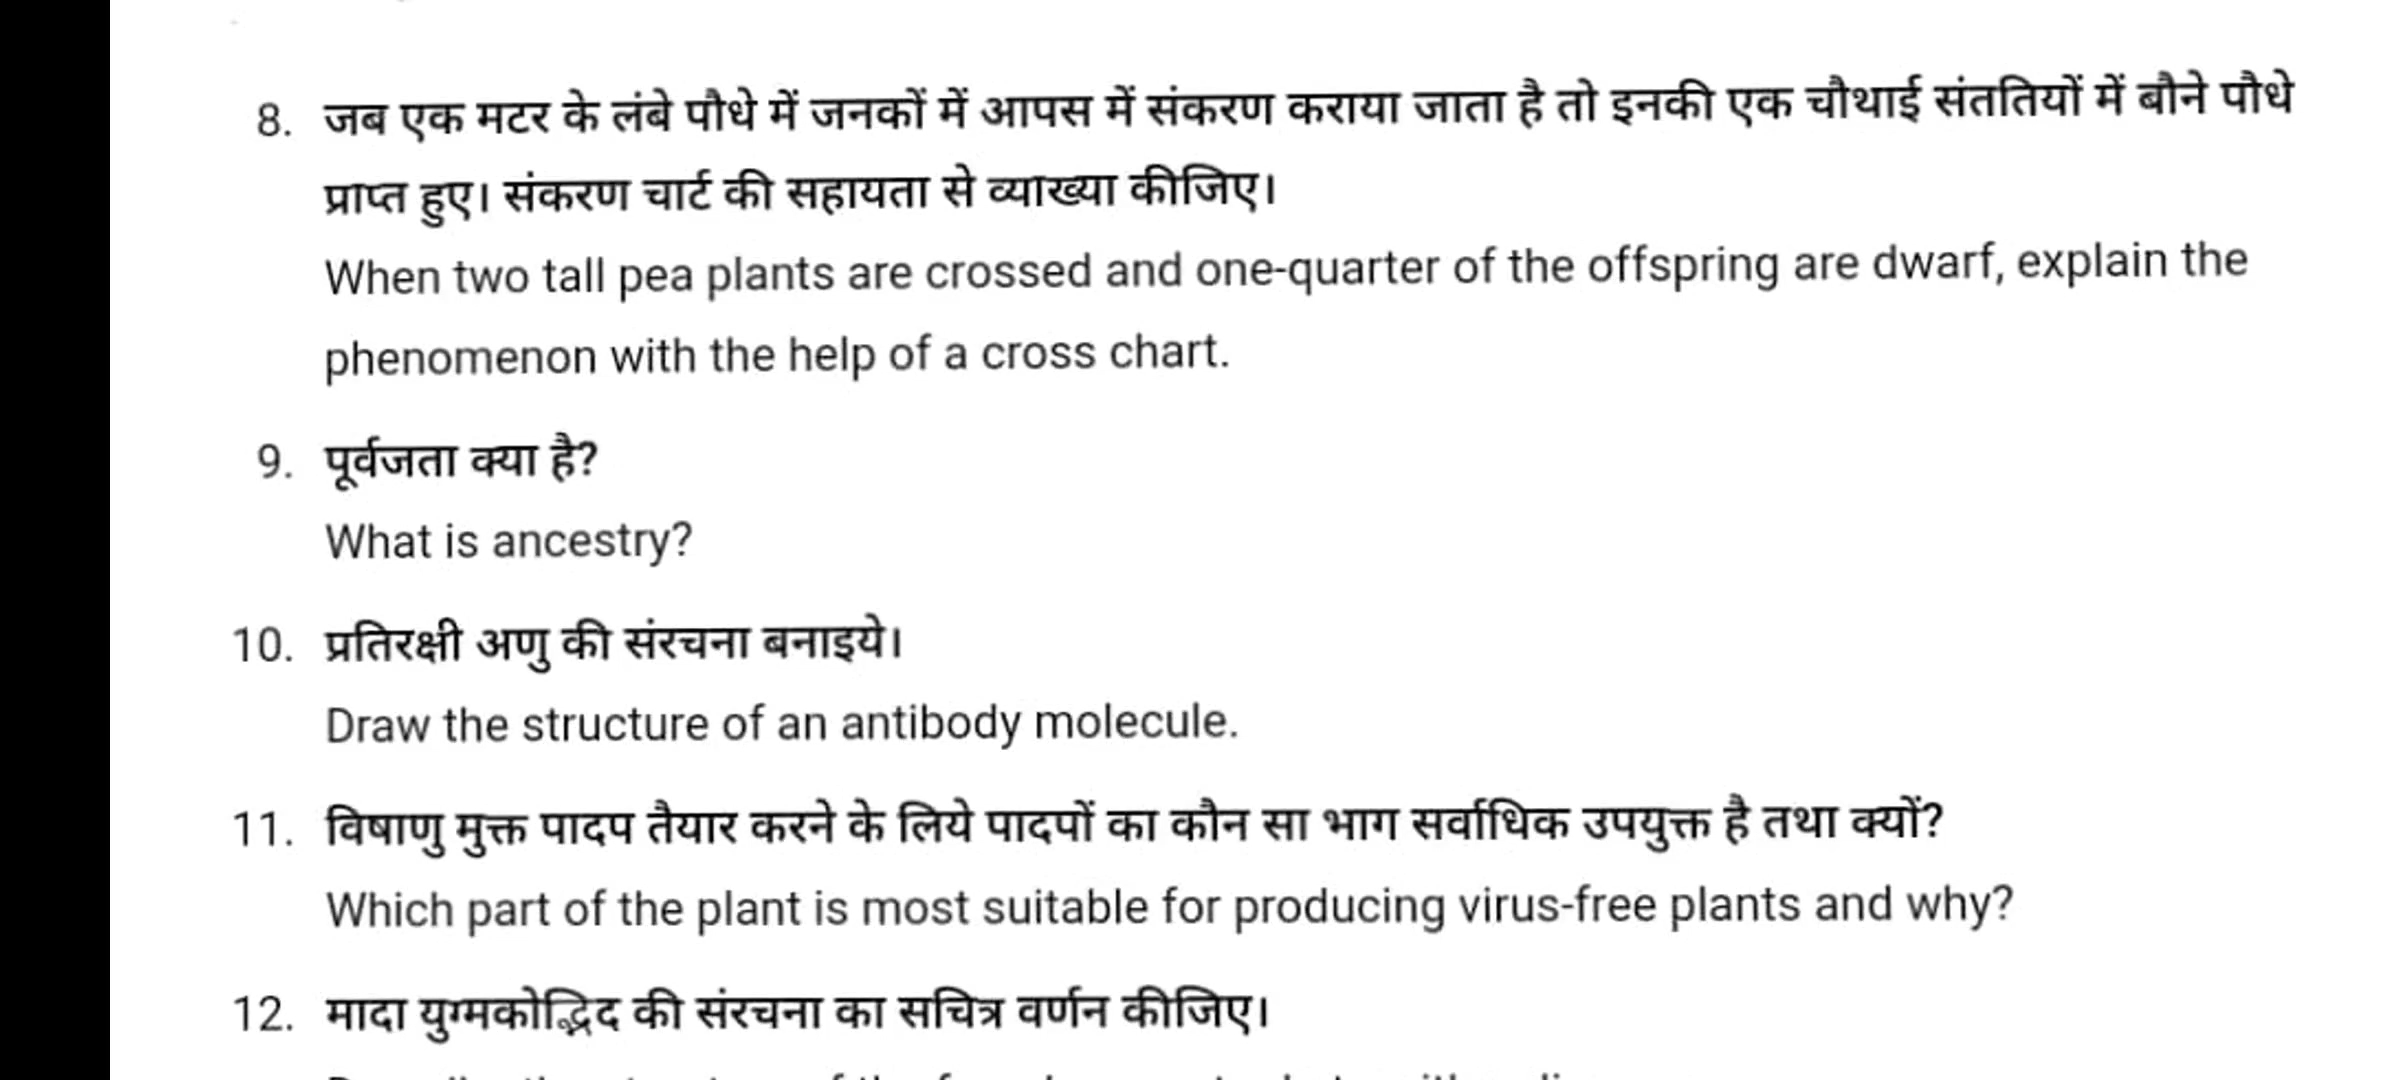 8. जब एक मटर के लंबे पौधे में जनकों में आपस में संकरण कराया जाता है तो इनकी एक चौथाई संततियों में बौने पौधे
प्राप्त हुए। संकरण चार्ट की सहायता से व्याख्या कीजिए।
When two tall pea plants are crossed and one-quarter of the offspring are dwarf, explain the
phenomenon with the help of a cross chart.
9. पूर्वजता क्या है?
What is ancestry?
10. प्रतिरक्षी अणु की संरचना बनाइये।
Draw the structure of an antibody molecule.
11. विषाणु मुक्त पादप तैयार करने के लिये पादपों का कौन सा भाग सर्वाधिक उपयुक्त है तथा क्यों?
Which part of the plant is most suitable for producing virus-free plants and why?
12. मादा युग्मकोद्भिद की संरचना का सचित्र वर्णन कीजिए।